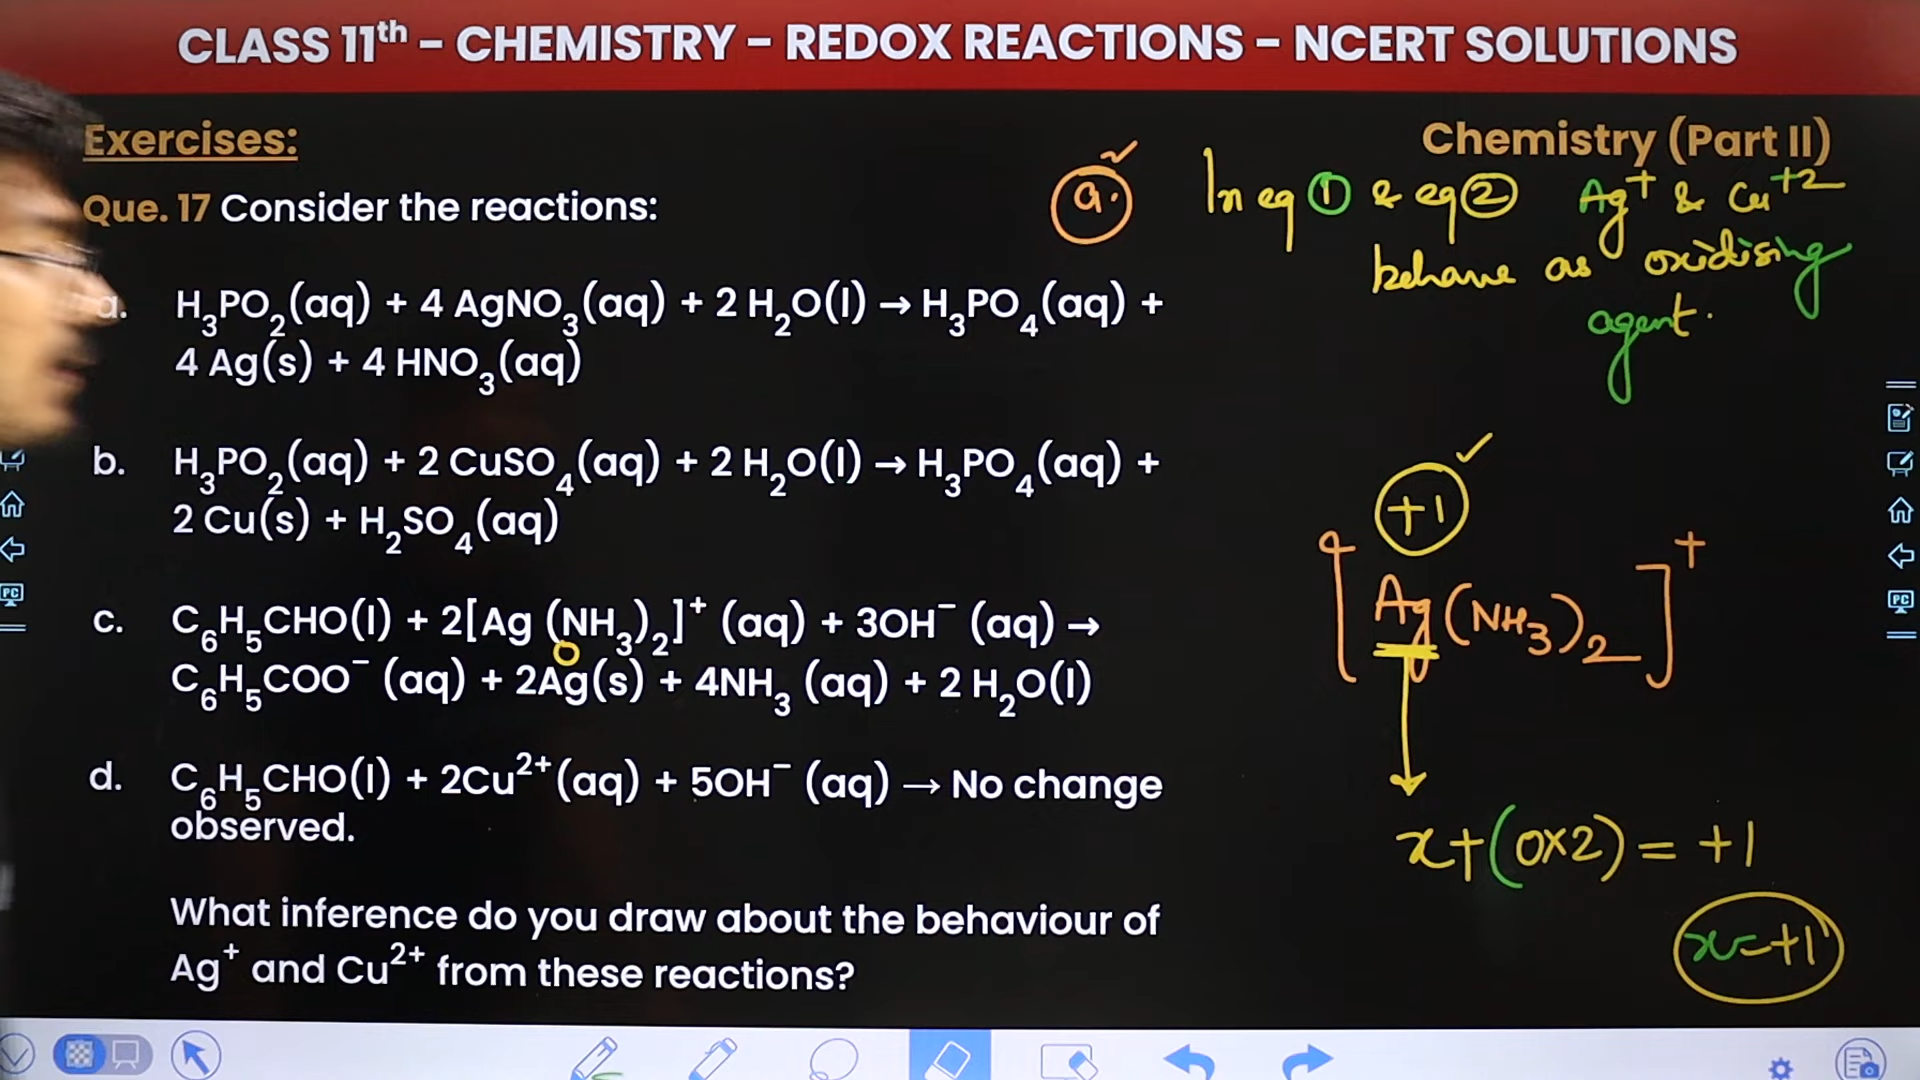 CLASS 11th – CHEMISTRY – REDOX REACTIONS – NCERT SOLUTIONS
Exercises:
Chemistry (Part II)
Que. 17 Consider the reactions:
a. H₃PO₂(aq) + 4 AgNO₃(aq) + 2 H₂O(l) → H₃PO₄(aq) +
4 Ag(s) + 4 HNO₃(aq)
b. H₃PO₂(aq) + 2 CuSO₄(aq) + 2 H₂O(l) → H₃PO₄(aq) +
2 Cu(s) + H₂SO₄(aq)
c. C₆H₅CHO(l) + 2[Ag (NH₃)₂]⁺ (aq) + 3OH⁻ (aq) →
0
C₆H₅COO⁻ (aq) + 2Ag(s) + 4NH₃ (aq) + 2 H₂O(l)
d. C₆H₅CHO(l) + 2Cu²⁺(aq) + 5OH⁻ (aq) → No change
observed.
What inference do you draw about the behaviour of
Ag⁺ and Cu²⁺ from these reactions?
a. In eq ① & eq ② Ag⁺ & Cu⁺²
behave as oxidising
agent.
+1
[Ag(NH₃)₂]⁺
x+(0×2) = +1
x=+1
PC
PC